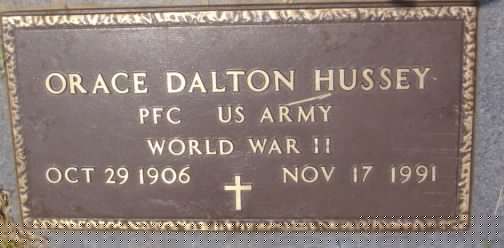 ORACE DALTON HUSSEY
PFC US ARMY
WORLD WAR II
OCT 29 1906 NOV 17 1991